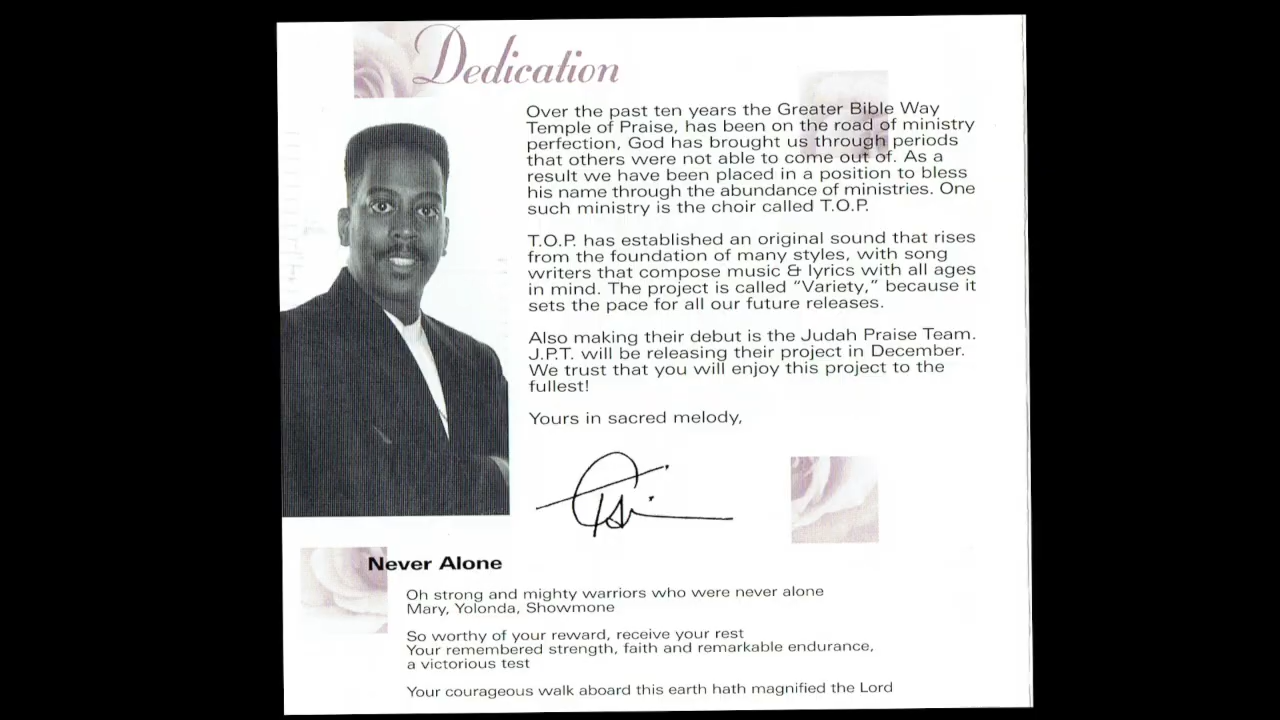 Dedication
Over the past ten years the Greater Bible Way
Temple of Praise, has been on the road of ministry
perfection, God has brought us through periods
that others were not able to come out of. As a
result we have been placed in a position to bless
his name through the abundance of ministries. One
such ministry is the choir called T.O.P.
T.O.P. has established an original sound that rises
from the foundation of many styles, with song
writers that compose music & lyrics with all ages
in mind. The project is called “Variety,” because it
sets the pace for all our future releases.
Also making their debut is the Judah Praise Team.
J.P.T. will be releasing their project in December.
We trust that you will enjoy this project to the
fullest!
Yours in sacred melody,
Never Alone
Oh strong and mighty warriors who were never alone
Mary, Yolonda, Showmone
So worthy of your reward, receive your rest
Your remembered strength, faith and remarkable endurance,
a victorious test
Your courageous walk aboard this earth hath magnified the Lord